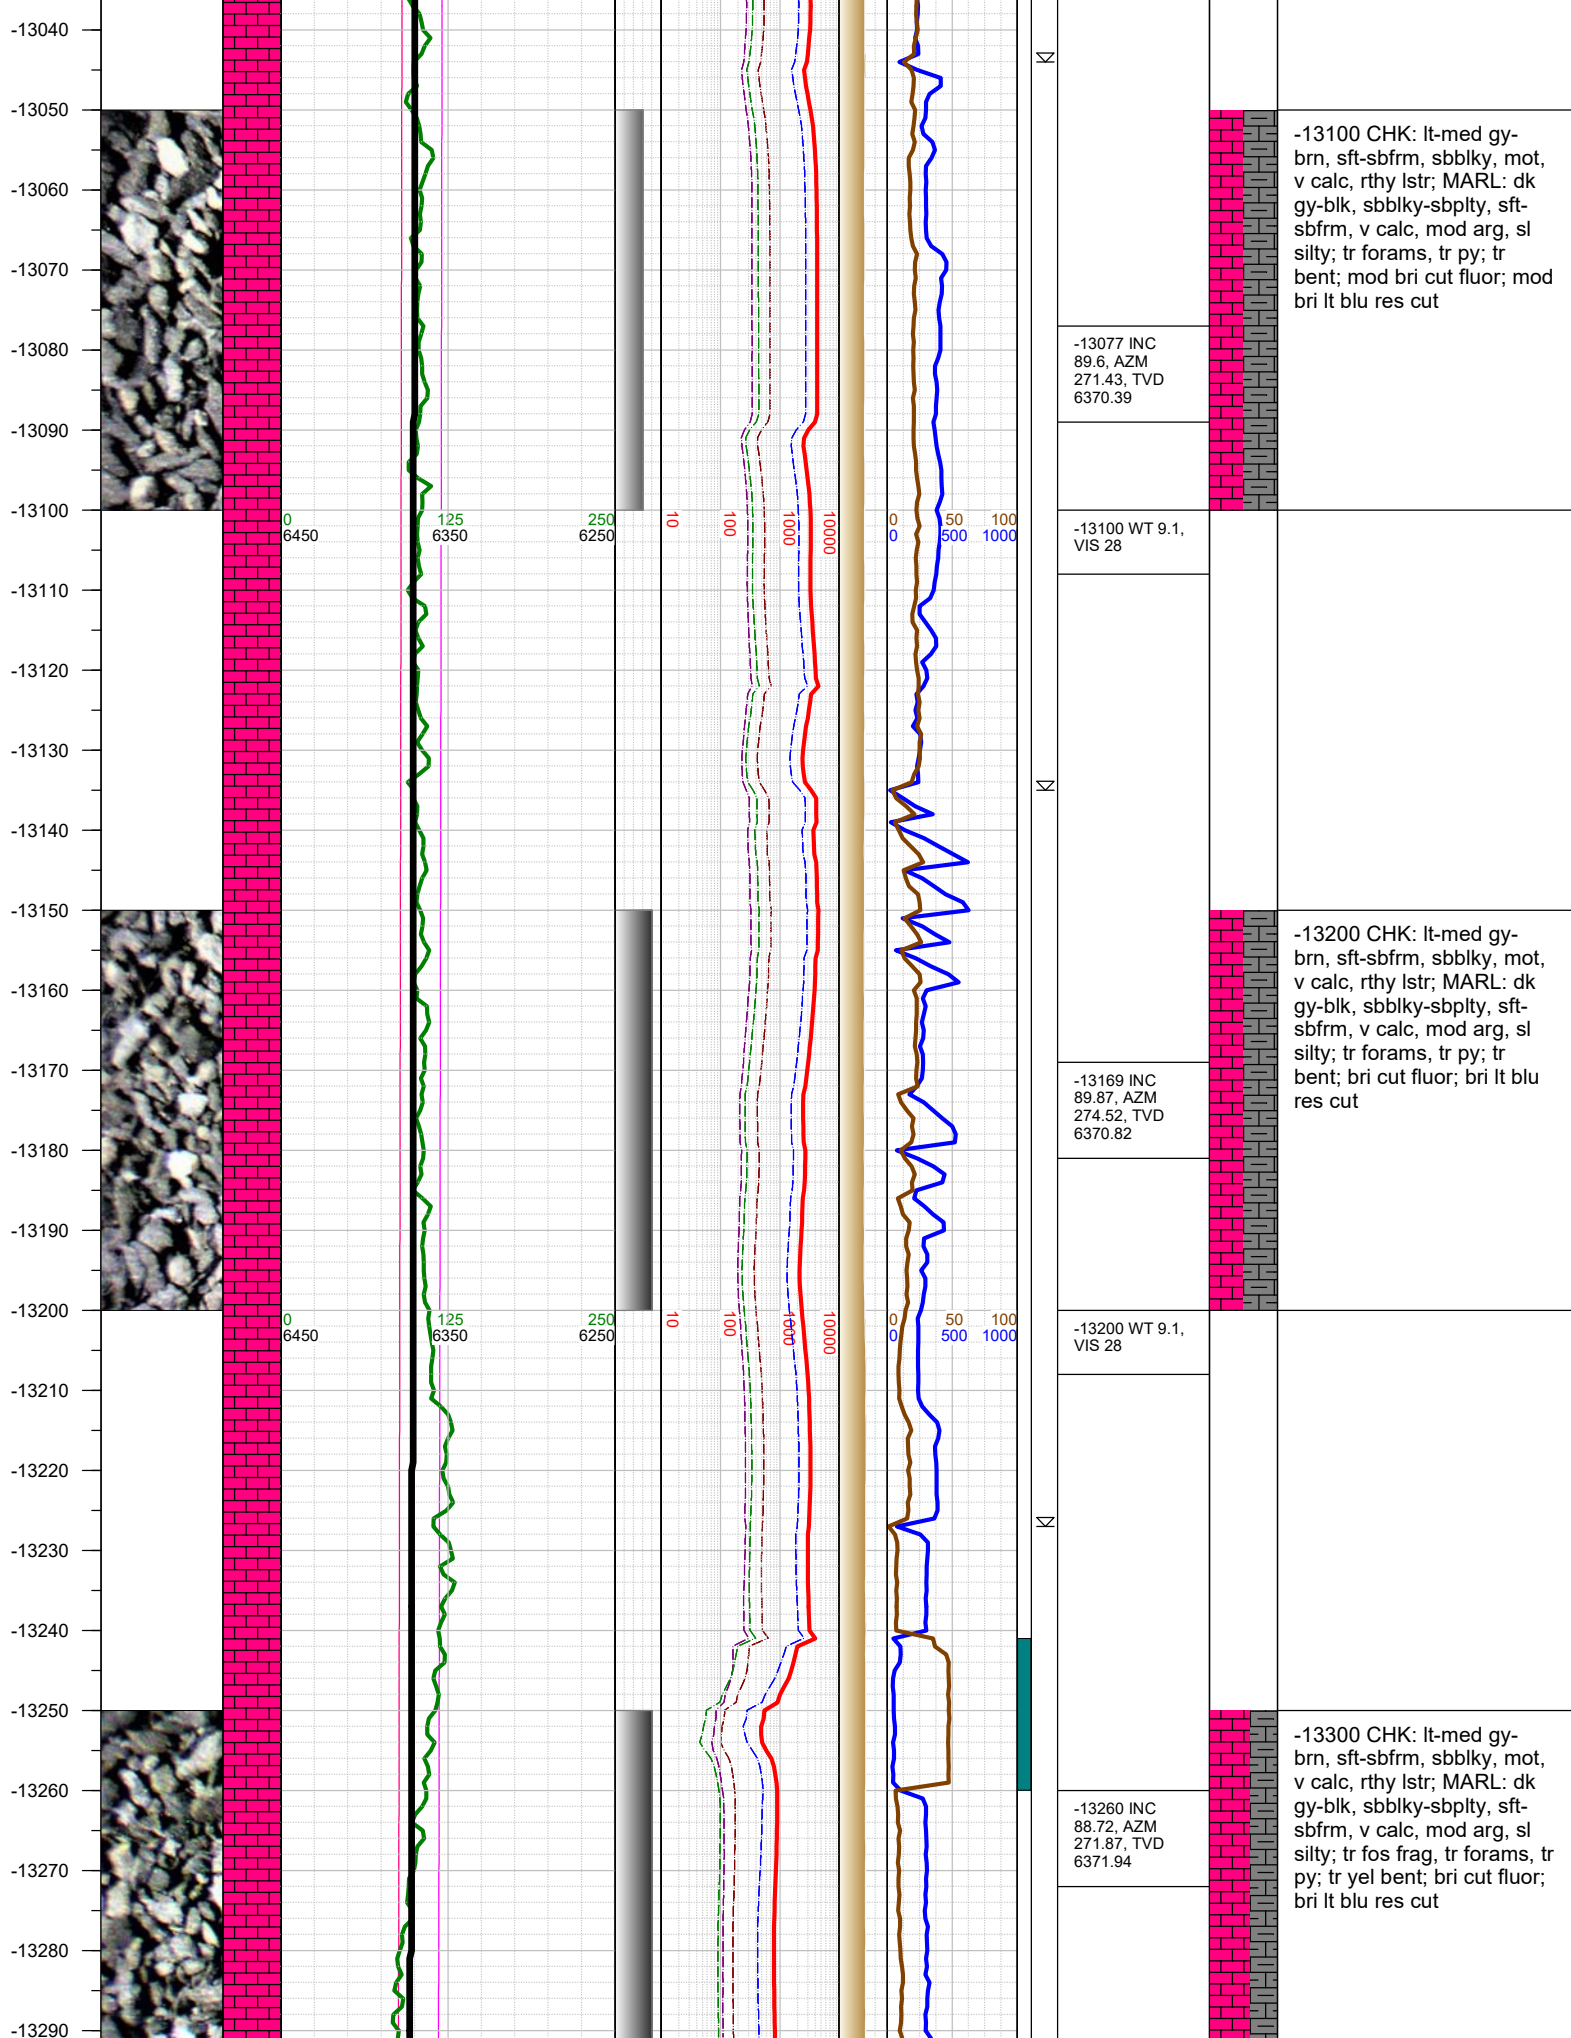 -13040
-13050
-13060
-13070
-13080
-13090
-13100
-13110
-13120
-13130
-13140
-13150
-13160
-13170
-13180
-13190
-13200
-13210
-13220
-13230
-13240
-13250
-13260
-13270
-13280
-13290
0 125 250
6450 6350 6250
10 100 1000 10000
0 50 100
0 500 1000
0 125 250
6450 6350 6250
10 100 1000 10000
0 50 100
0 500 1000
-13077 INC
89.6, AZM
271.43, TVD
6370.39
-13100 WT 9.1,
VIS 28
-13169 INC
89.87, AZM
274.52, TVD
6370.82
-13200 WT 9.1,
VIS 28
-13260 INC
88.72, AZM
271.87, TVD
6371.94
-13100 CHK: lt-med gy-
brn, sft-sbfrm, sbblky, mot,
v calc, rthy lstr; MARL: dk
gy-blk, sbblky-sbplty, sft-
sbfrm, v calc, mod arg, sl
silty; tr forams, tr py; tr
bent; mod bri cut fluor; mod
bri lt blu res cut
-13200 CHK: lt-med gy-
brn, sft-sbfrm, sbblky, mot,
v calc, rthy lstr; MARL: dk
gy-blk, sbblky-sbplty, sft-
sbfrm, v calc, mod arg, sl
silty; tr forams, tr py; tr
bent; bri cut fluor; bri lt blu
res cut
-13300 CHK: lt-med gy-
brn, sft-sbfrm, sbblky, mot,
v calc, rthy lstr; MARL: dk
gy-blk, sbblky-sbplty, sft-
sbfrm, v calc, mod arg, sl
silty; tr fos frag, tr forams, tr
py; tr yel bent; bri cut fluor;
bri lt blu res cut